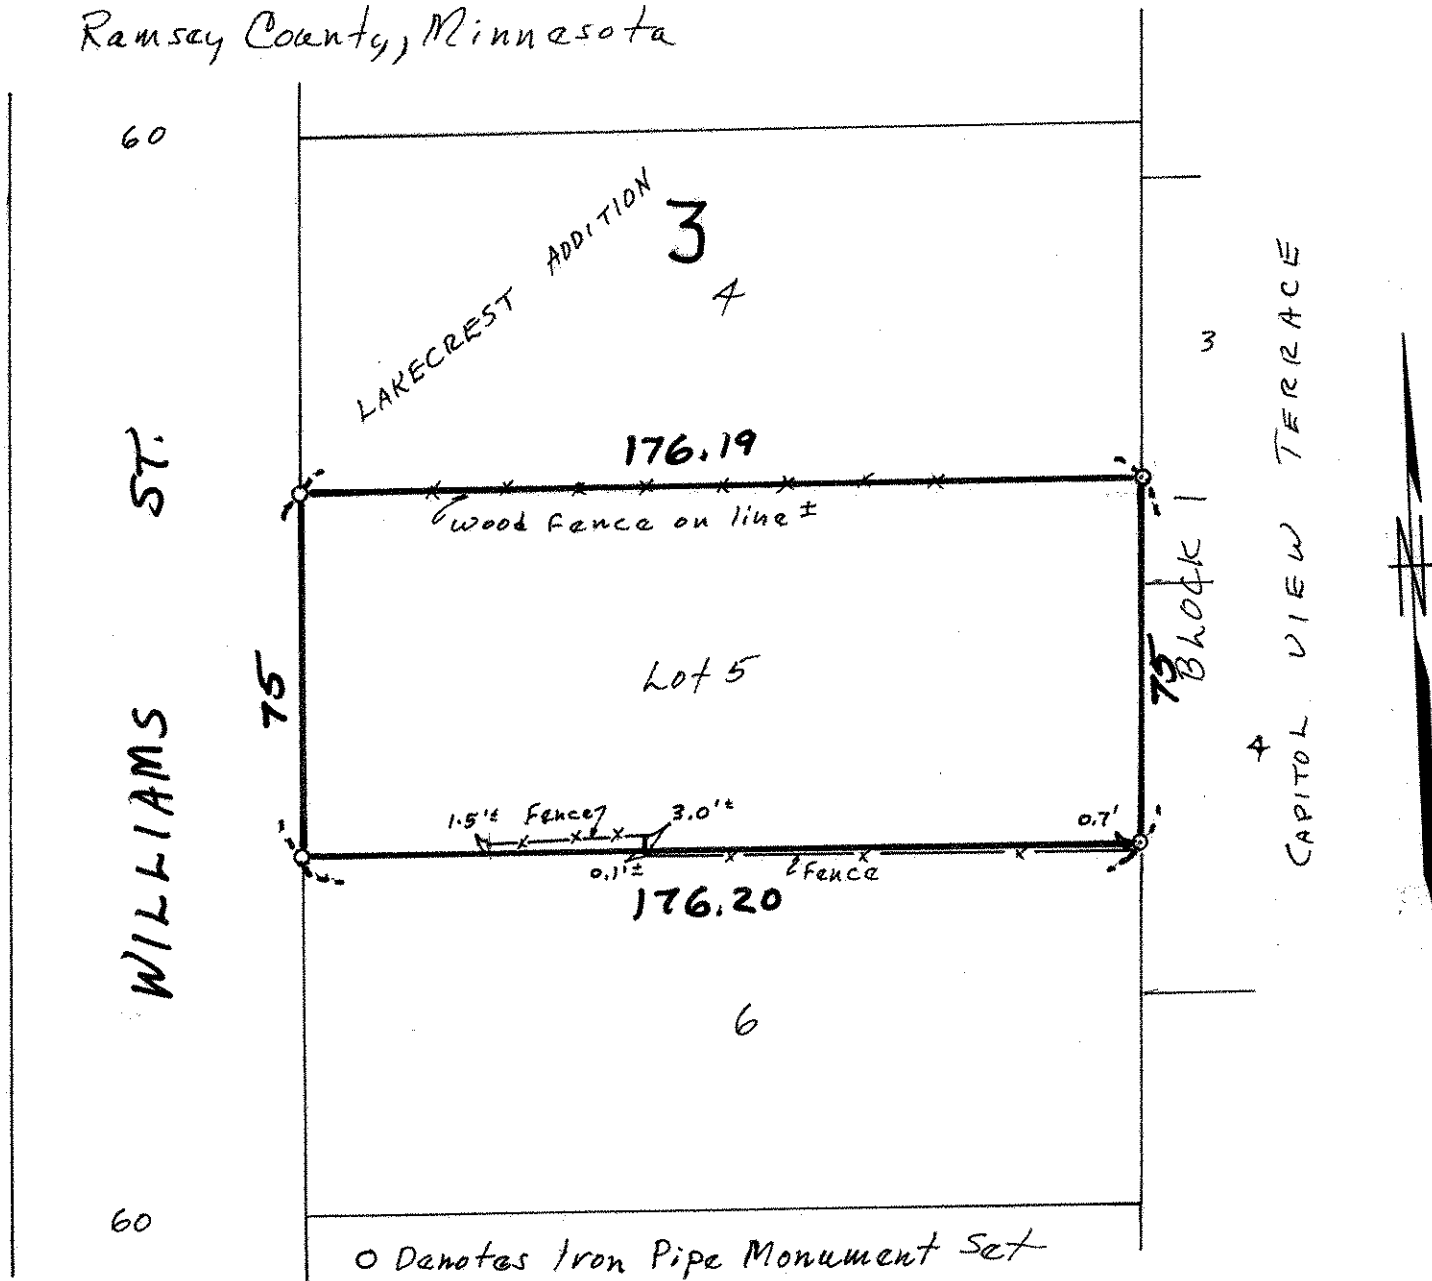 Ramsey County, Minnesota
60
LAKECREST ADDITION
3
4
3
176.19
wood Fence on line ±
WILLIAMS ST.
75
Lot 5
75
BLOCK 1
CAPITOL VIEW TERRACE
4
N
1.5'± Fence
3.0'±
0.7'
0.1'±
Fence
176.20
6
60
O Denotes Iron Pipe Monument Set